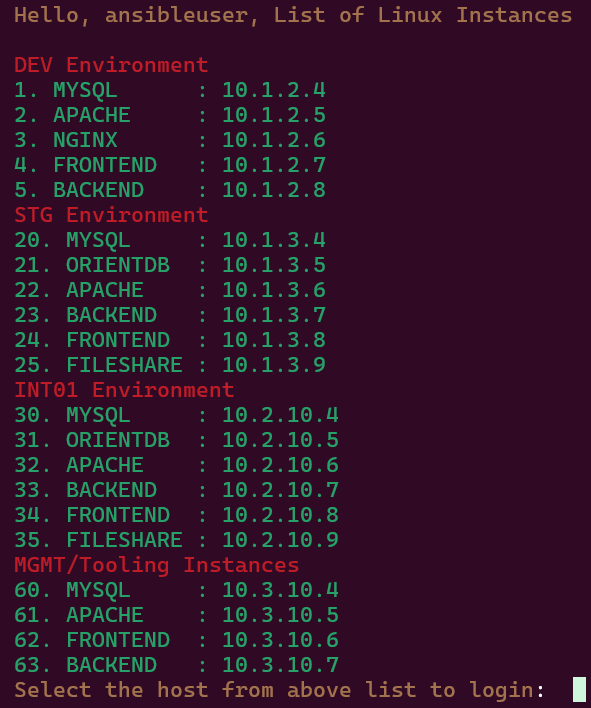 Hello, ansibleuser, List of Linux Instances
DEV Environment
1. MYSQL      : 10.1.2.4
2. APACHE     : 10.1.2.5
3. NGINX      : 10.1.2.6
4. FRONTEND   : 10.1.2.7
5. BACKEND    : 10.1.2.8
STG Environment
20. MYSQL     : 10.1.3.4
21. ORIENTDB  : 10.1.3.5
22. APACHE    : 10.1.3.6
23. BACKEND   : 10.1.3.7
24. FRONTEND  : 10.1.3.8
25. FILESHARE : 10.1.3.9
INT01 Environment
30. MYSQL     : 10.2.10.4
31. ORIENTDB  : 10.2.10.5
32. APACHE    : 10.2.10.6
33. BACKEND   : 10.2.10.7
34. FRONTEND  : 10.2.10.8
35. FILESHARE : 10.2.10.9
MGMT/Tooling Instances
60. MYSQL     : 10.3.10.4
61. APACHE    : 10.3.10.5
62. FRONTEND  : 10.3.10.6
63. BACKEND   : 10.3.10.7
Select the host from above list to login: